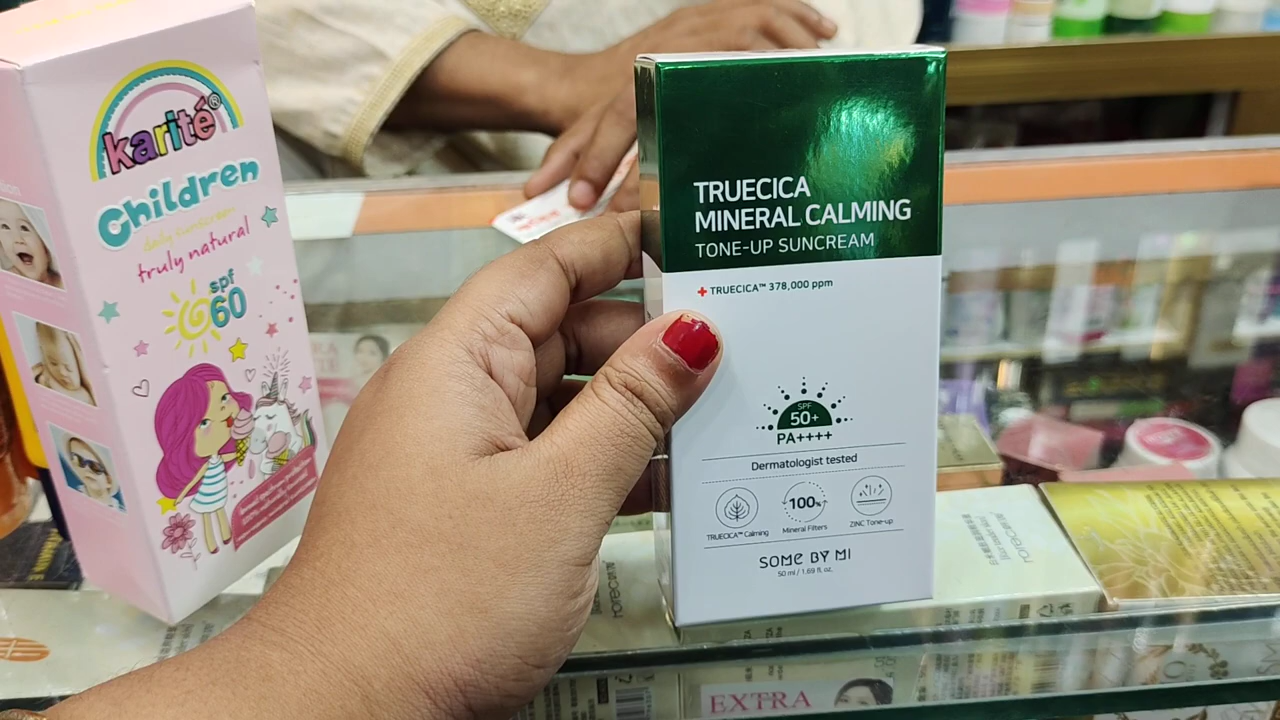 karité®
Children
daily sunscreen
truly natural
spf
60
TRUECICA
MINERAL CALMING
TONE-UP SUNCREAM
TRUECICA™ 378,000 ppm
SPF
50+
PA++++
Dermatologist tested
100%
TRUECICA™ Calming
Mineral Filters
ZINC Tone-up
SOME BY MI
50 ml / 1.69 fl. oz.
EXTRA